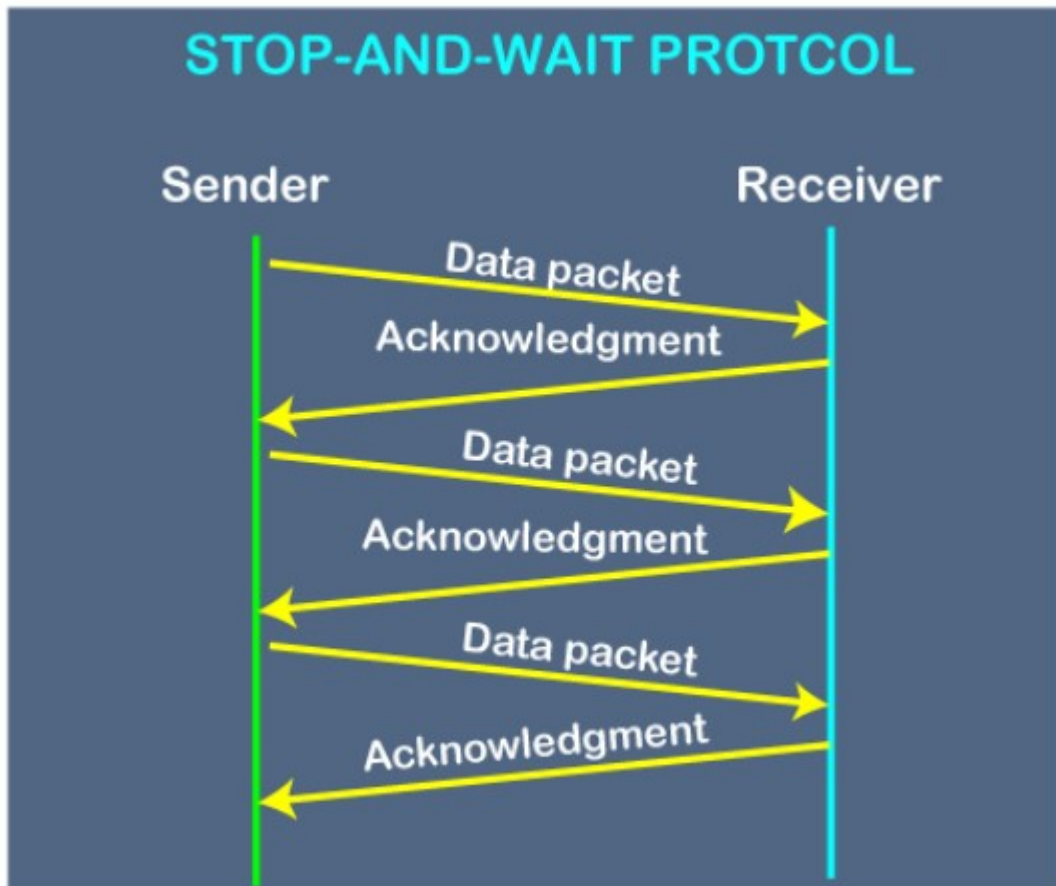 STOP-AND-WAIT PROTCOL
Sender Receiver
Data packet
Acknowledgment
Data packet
Acknowledgment
Data packet
Acknowledgment